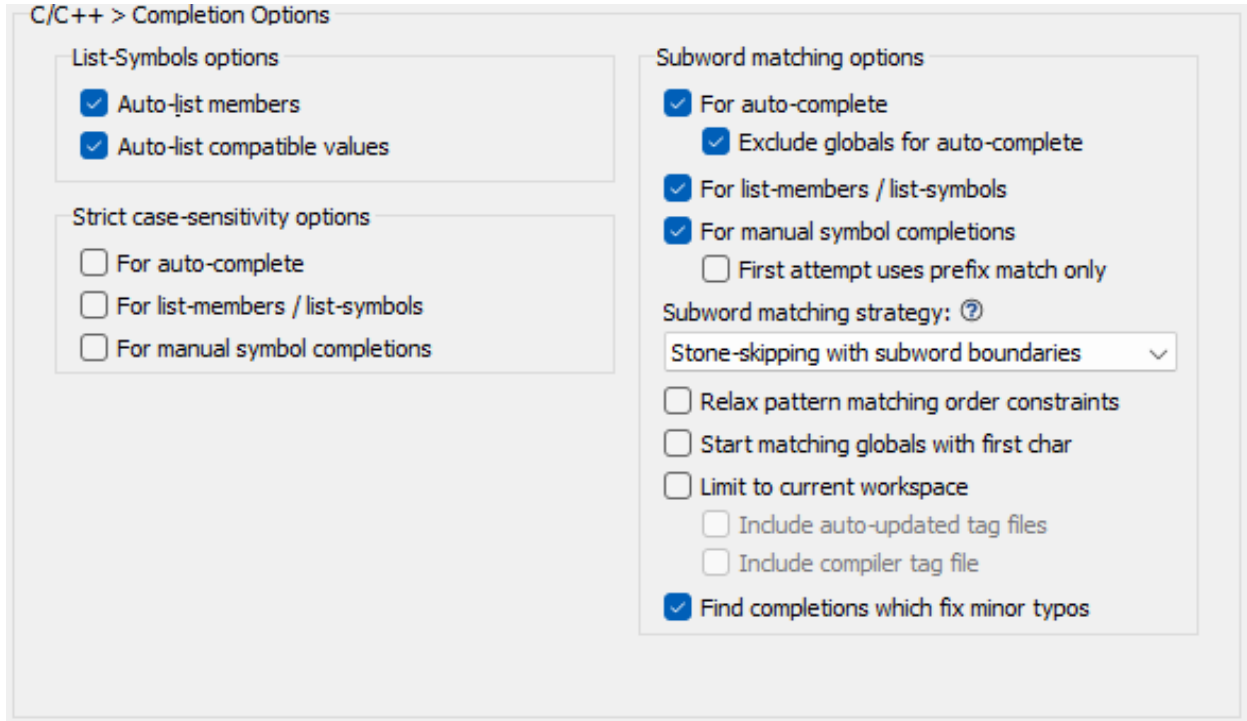 C/C++ > Completion Options
List-Symbols options
Auto-list members
Auto-list compatible values
Strict case-sensitivity options
For auto-complete
For list-members / list-symbols
For manual symbol completions
Subword matching options
For auto-complete
Exclude globals for auto-complete
For list-members / list-symbols
For manual symbol completions
First attempt uses prefix match only
Subword matching strategy: ?
Stone-skipping with subword boundaries
Relax pattern matching order constraints
Start matching globals with first char
Limit to current workspace
Include auto-updated tag files
Include compiler tag file
Find completions which fix minor typos